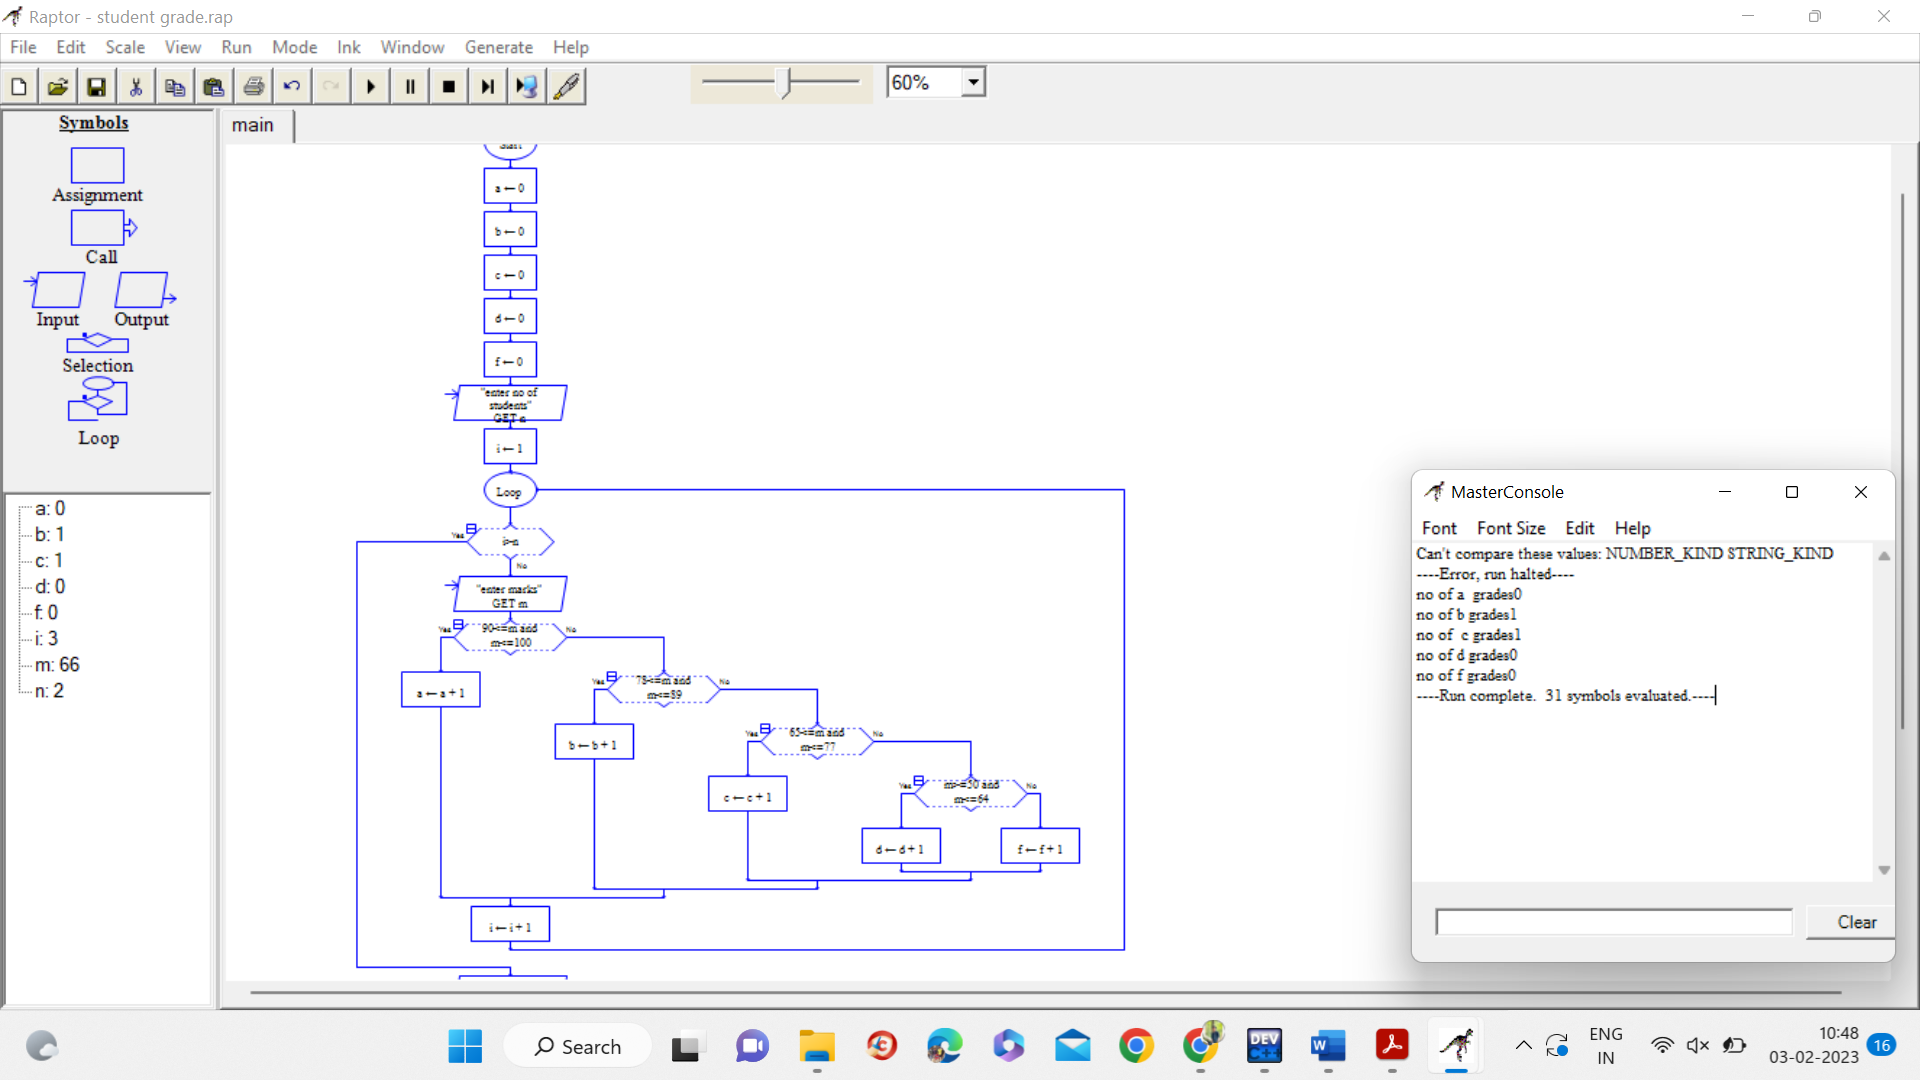 Raptor - student grade.rap
File Edit Scale View Run Mode Ink Window Generate Help
60%
Symbols
main
Assignment
Call
Input Output
Selection
Loop
a: 0
b: 1
c: 1
d: 0
f: 0
i: 3
m: 66
n: 2
a ← 0
b ← 0
c ← 0
d ← 0
f ← 0
"enter no of
students"
GET n
i ← 1
Loop
Yes
No
"enter marks"
GET m
Yes 90<=m and No
m<=100
a ← a + 1
Yes 78<=m and No
m<=89
b ← b + 1
Yes 65<=m and No
m<=77
c ← c + 1
Yes m>=50 and No
m<=64
d ← d + 1
f ← f + 1
i ← i + 1
MasterConsole
Font Font Size Edit Help
Can't compare these values: NUMBER_KIND STRING_KIND
----Error, run halted----
no of a  grades0
no of b grades1
no of  c grades1
no of d grades0
no of f grades0
----Run complete.  31 symbols evaluated.----
Clear
Search
DEV
C++
W
ENG
IN
10:48
03-02-2023
16